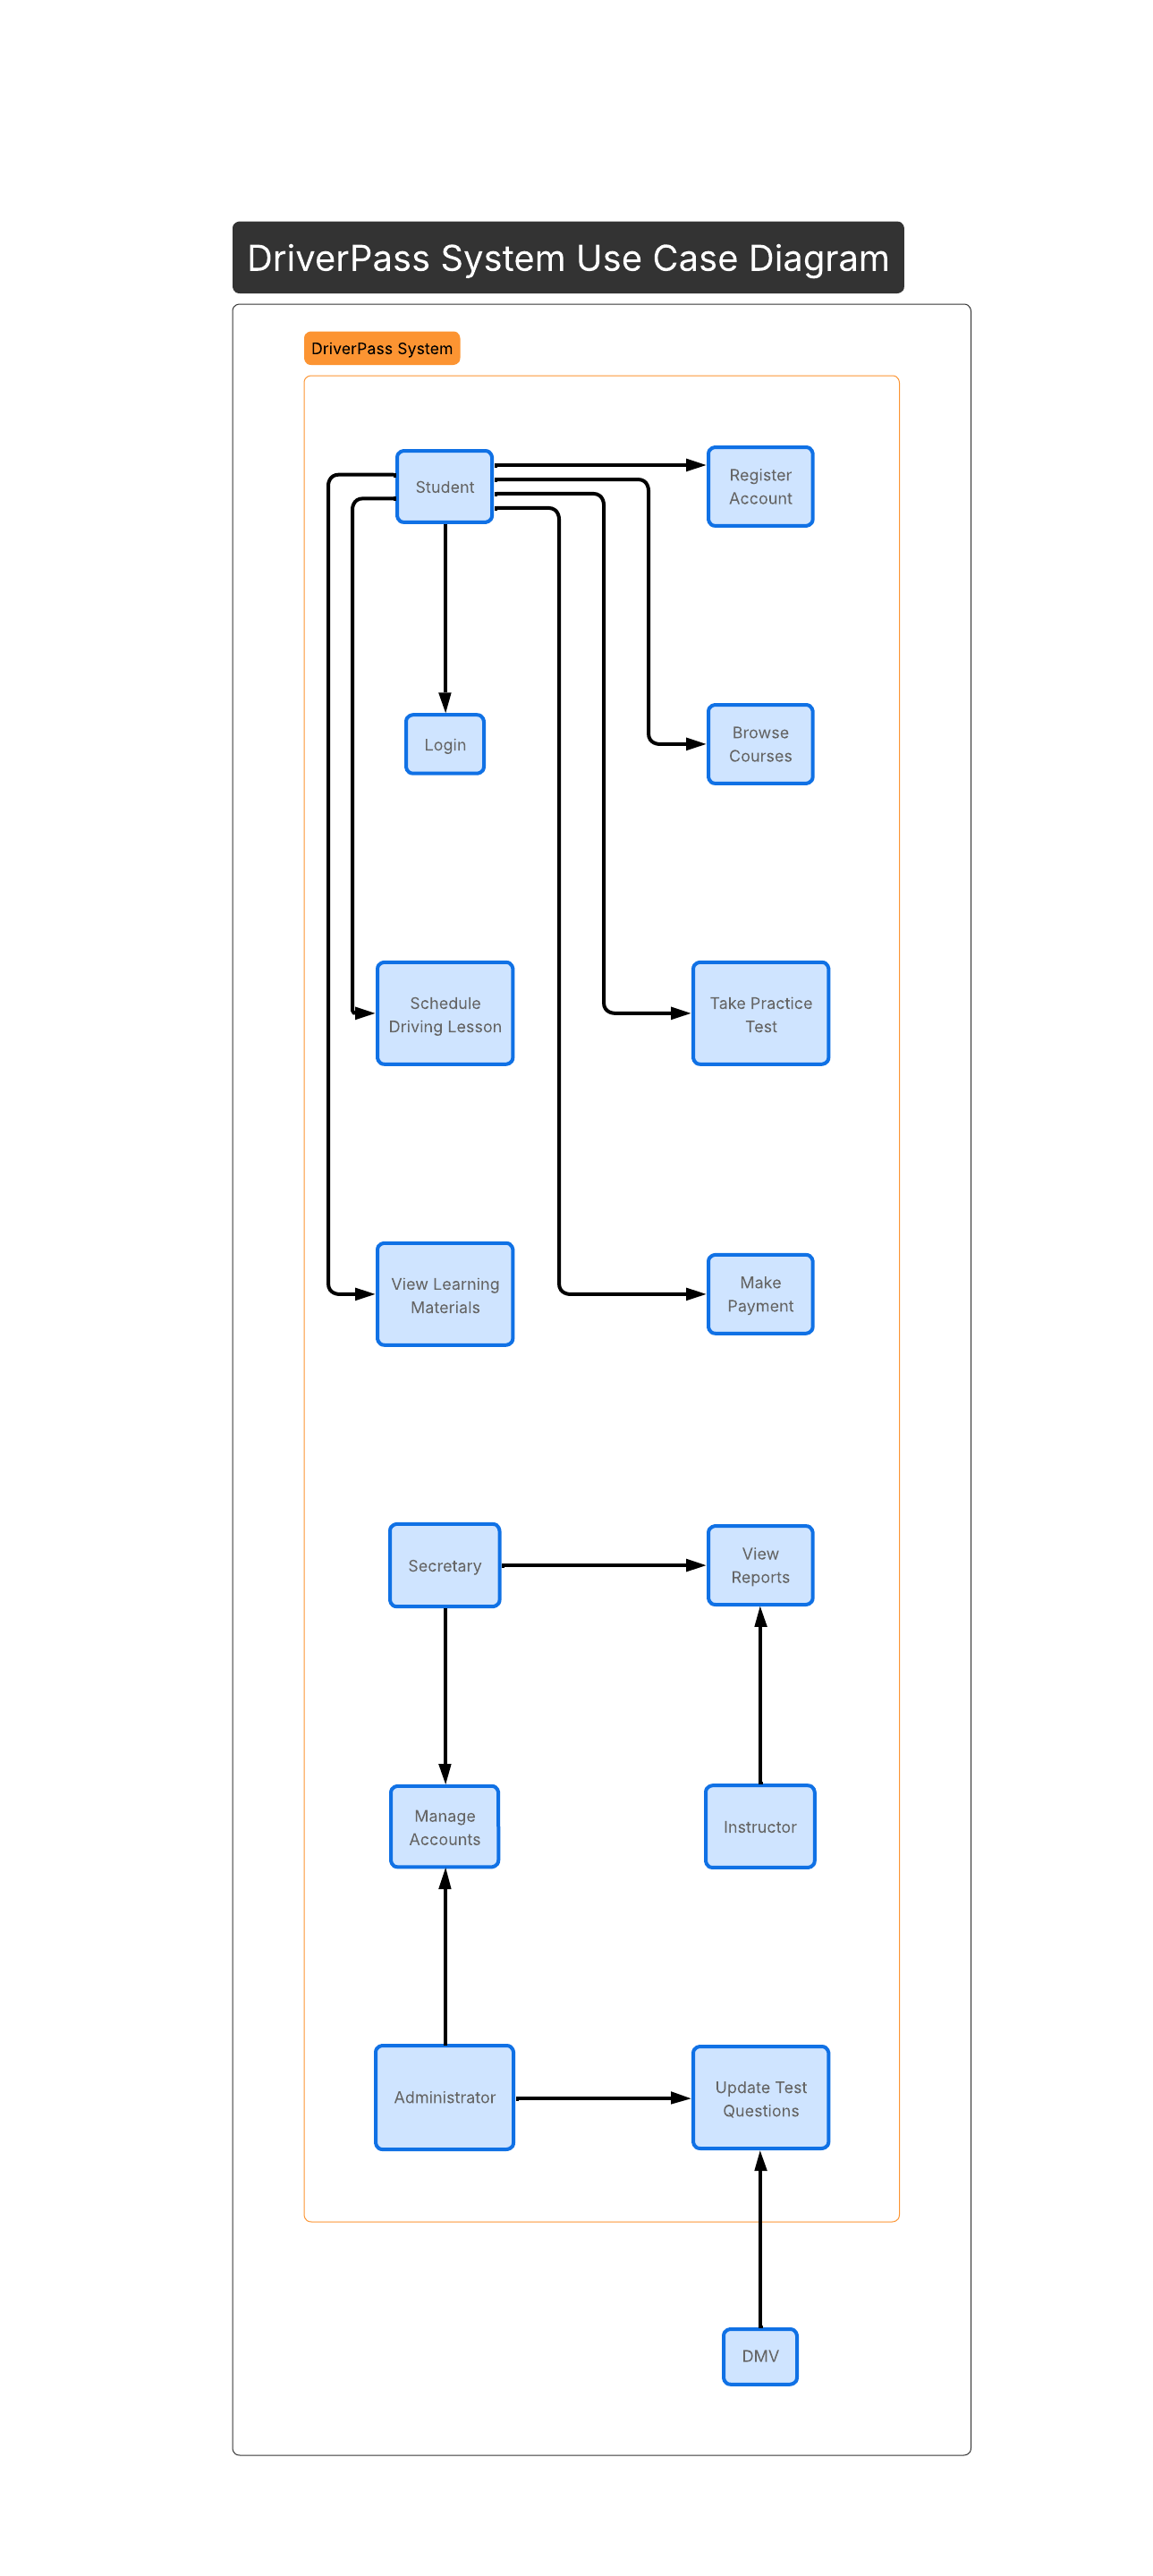 DriverPass System Use Case Diagram
DriverPass System
Student
Register
Account
Login
Browse
Courses
Schedule
Driving Lesson
Take Practice
Test
View Learning
Materials
Make
Payment
Secretary
View
Reports
Manage
Accounts
Instructor
Administrator
Update Test
Questions
DMV